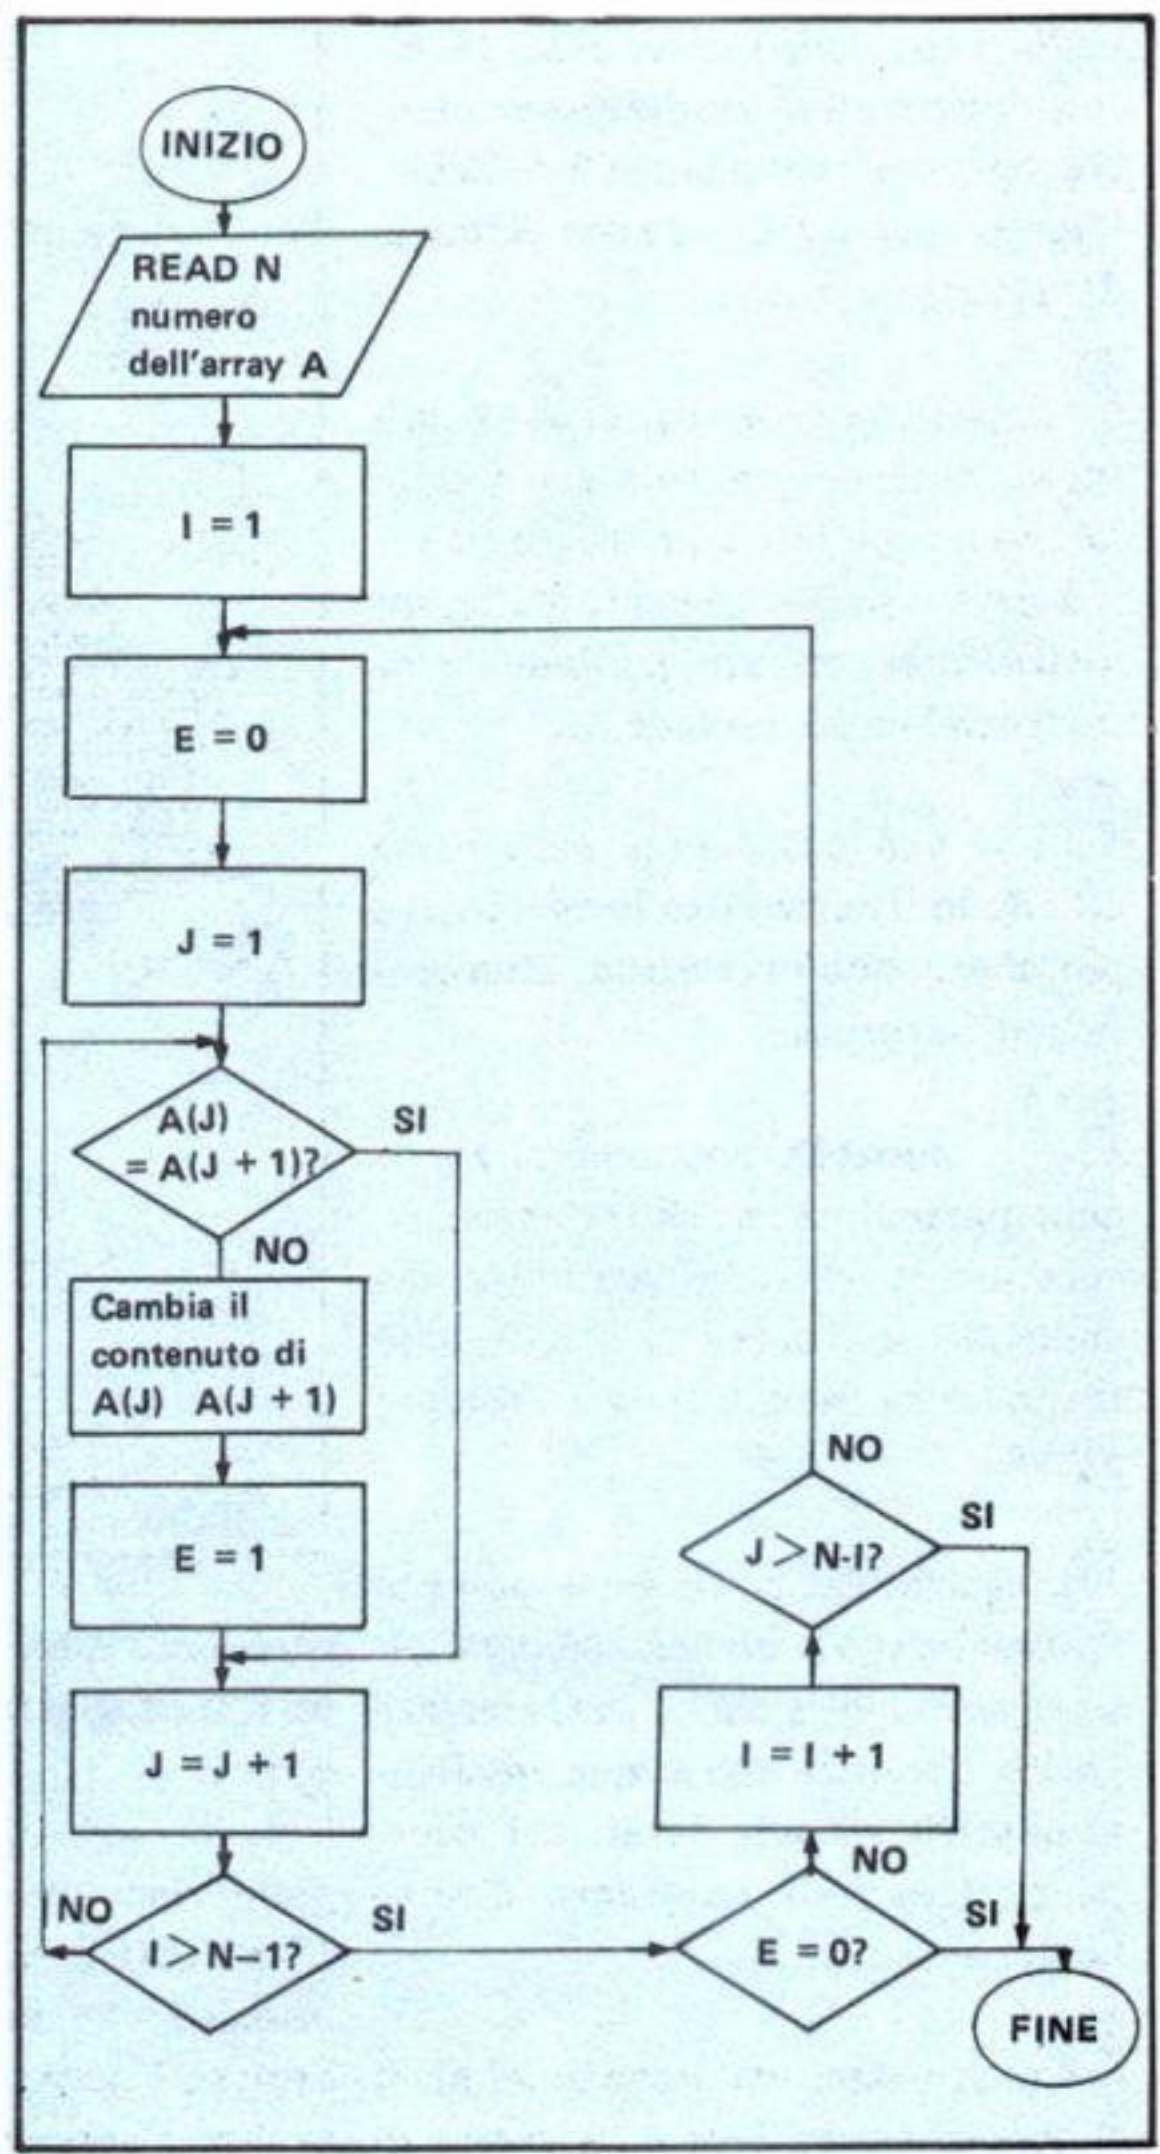 INIZIO
READ N
numero
dell'array A
I = 1
E = 0
J = 1
A(J)
= A(J + 1)?
SI
NO
Cambia il
contenuto di
A(J) A(J + 1)
E = 1
J = J + 1
NO
I > N-1?
SI
E = 0?
NO
SI
I = I + 1
J > N-I?
NO
SI
FINE